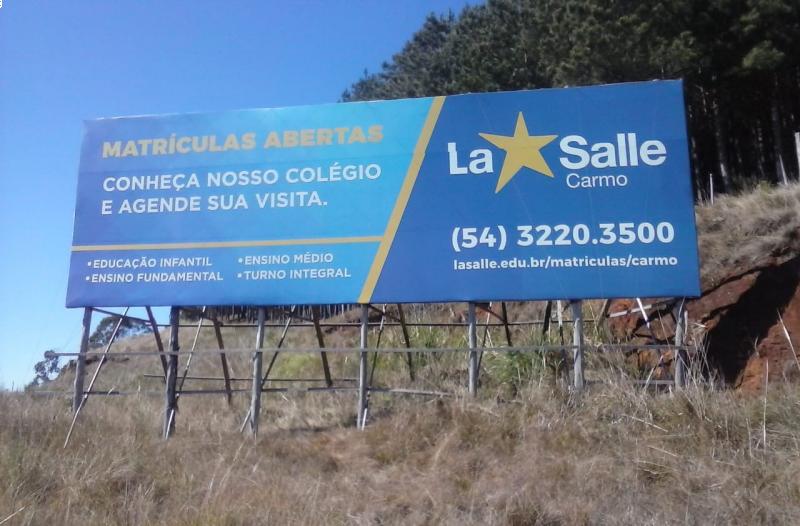 MATRÍCULAS ABERTAS
CONHEÇA NOSSO COLÉGIO
E AGENDE SUA VISITA.
•EDUCAÇÃO INFANTIL
•ENSINO FUNDAMENTAL
•ENSINO MÉDIO
•TURNO INTEGRAL
La Salle
Carmo
(54) 3220.3500
lasalle.edu.br/matriculas/carmo